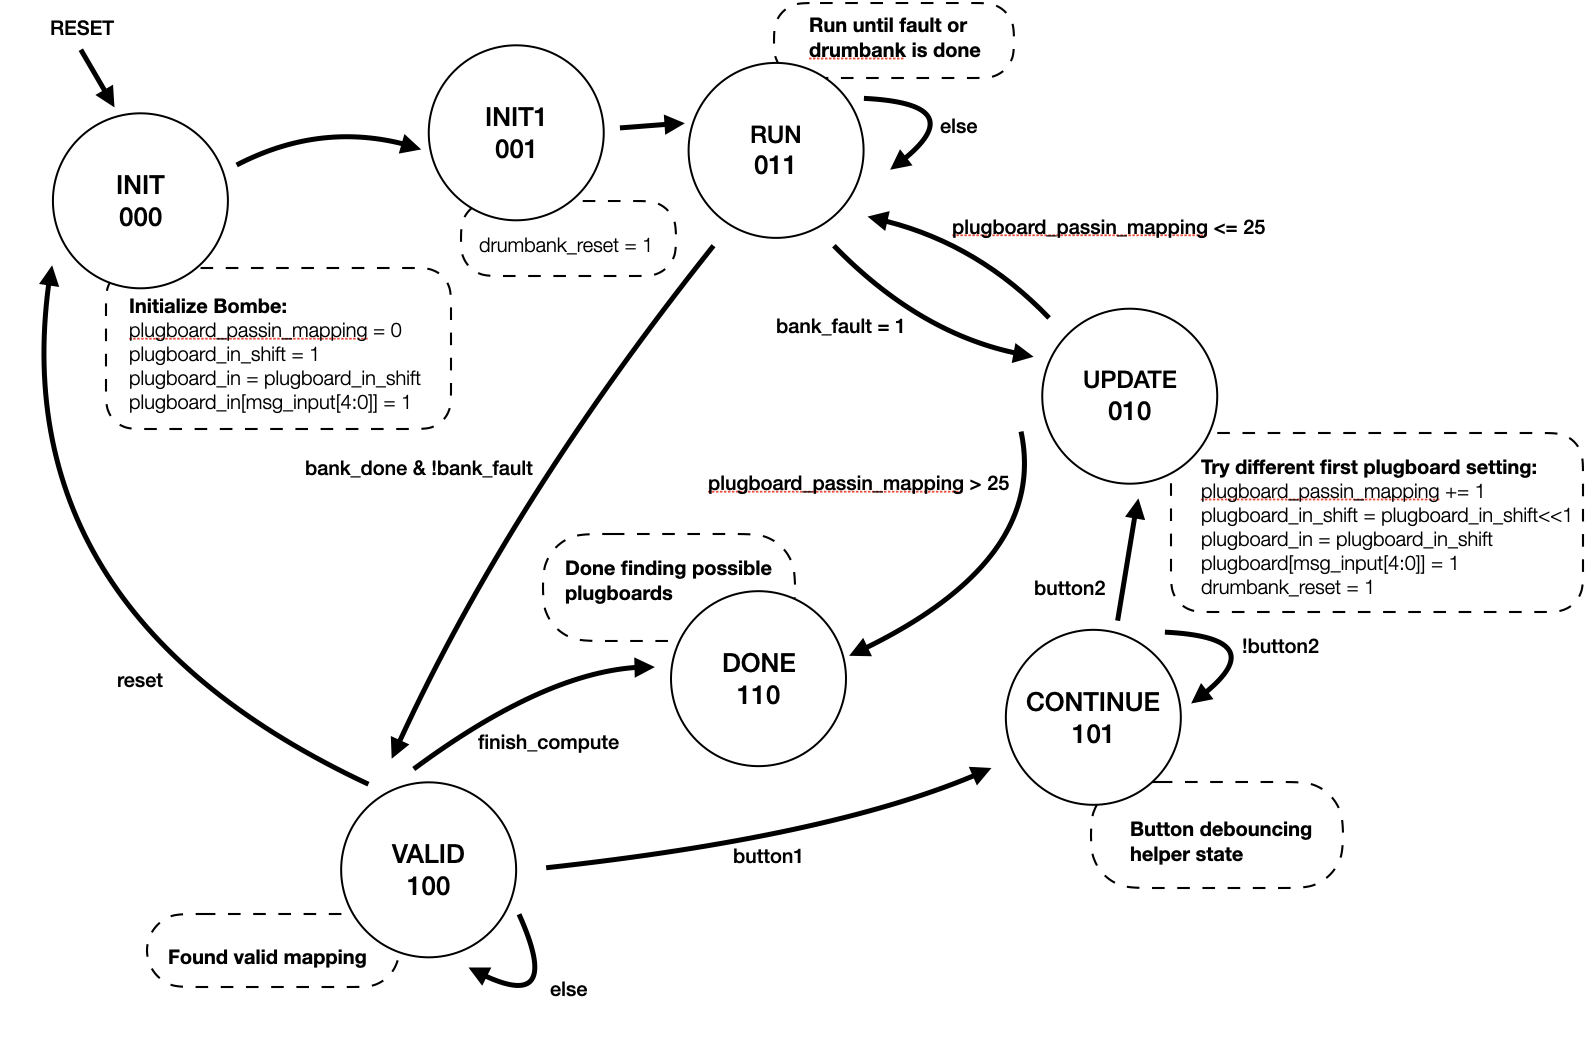 RESET
Run until fault or
drumbank is done
INIT1
001
RUN
011
else
INIT
000
drumbank_reset = 1
plugboard_passin_mapping <= 25
Initialize Bombe:
plugboard_passin_mapping = 0
plugboard_in_shift = 1
plugboard_in = plugboard_in_shift
plugboard_in[msg_input[4:0]] = 1
bank_fault = 1
UPDATE
010
bank_done & !bank_fault
plugboard_passin_mapping > 25
Try different first plugboard setting:
plugboard_passin_mapping += 1
plugboard_in_shift = plugboard_in_shift<<1
plugboard_in = plugboard_in_shift
plugboard[msg_input[4:0]] = 1
drumbank_reset = 1
Done finding possible
plugboards
button2
DONE
110
!button2
reset
CONTINUE
101
finish_compute
button1
Button debouncing
helper state
VALID
100
Found valid mapping
else